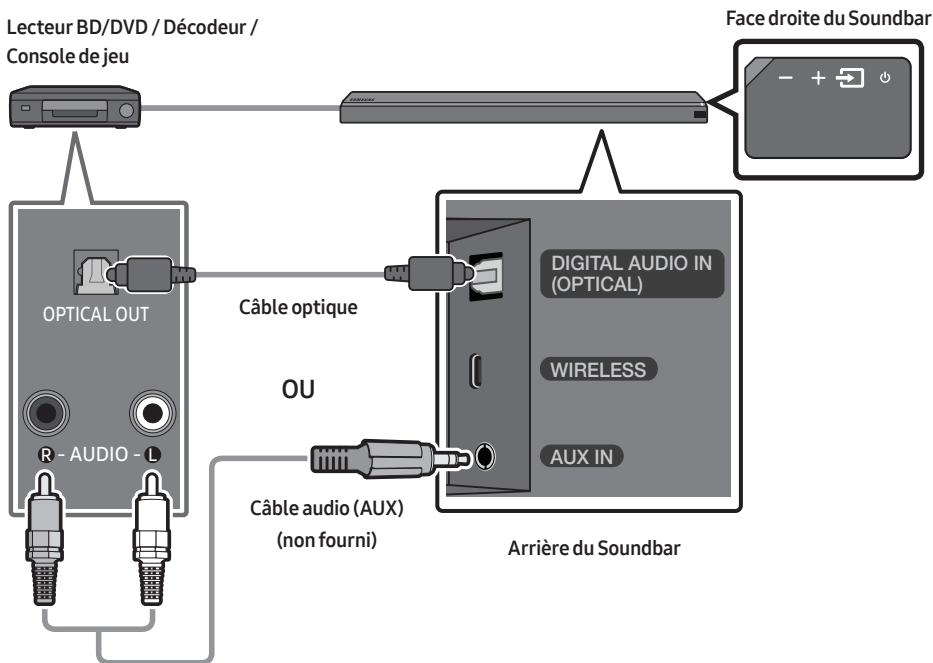 Lecteur BD/DVD / Décodeur /
Console de jeu
Face droite du Soundbar
SAMSUNG
OPTICAL OUT
Câble optique
DIGITAL AUDIO IN
(OPTICAL)
WIRELESS
OU
R - AUDIO - L
AUX IN
Câble audio (AUX)
(non fourni)
Arrière du Soundbar